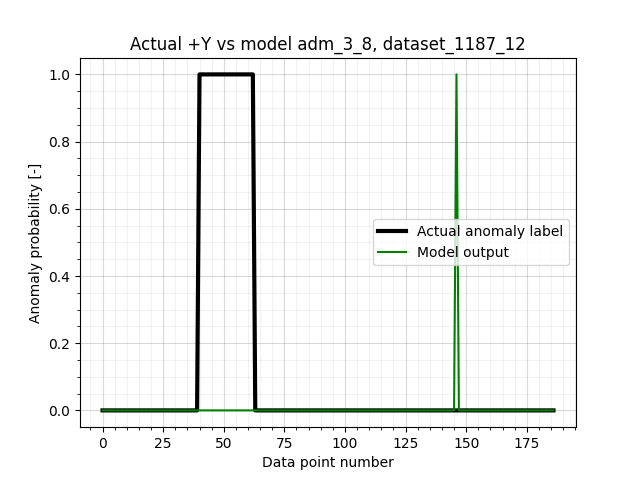 Actual +Y vs model adm_3_8, dataset_1187_12
Anomaly probability [-]
1.0
0.8
0.6
0.4
0.2
0.0
Actual anomaly label
Model output
0 25 50 75 100 125 150 175
Data point number